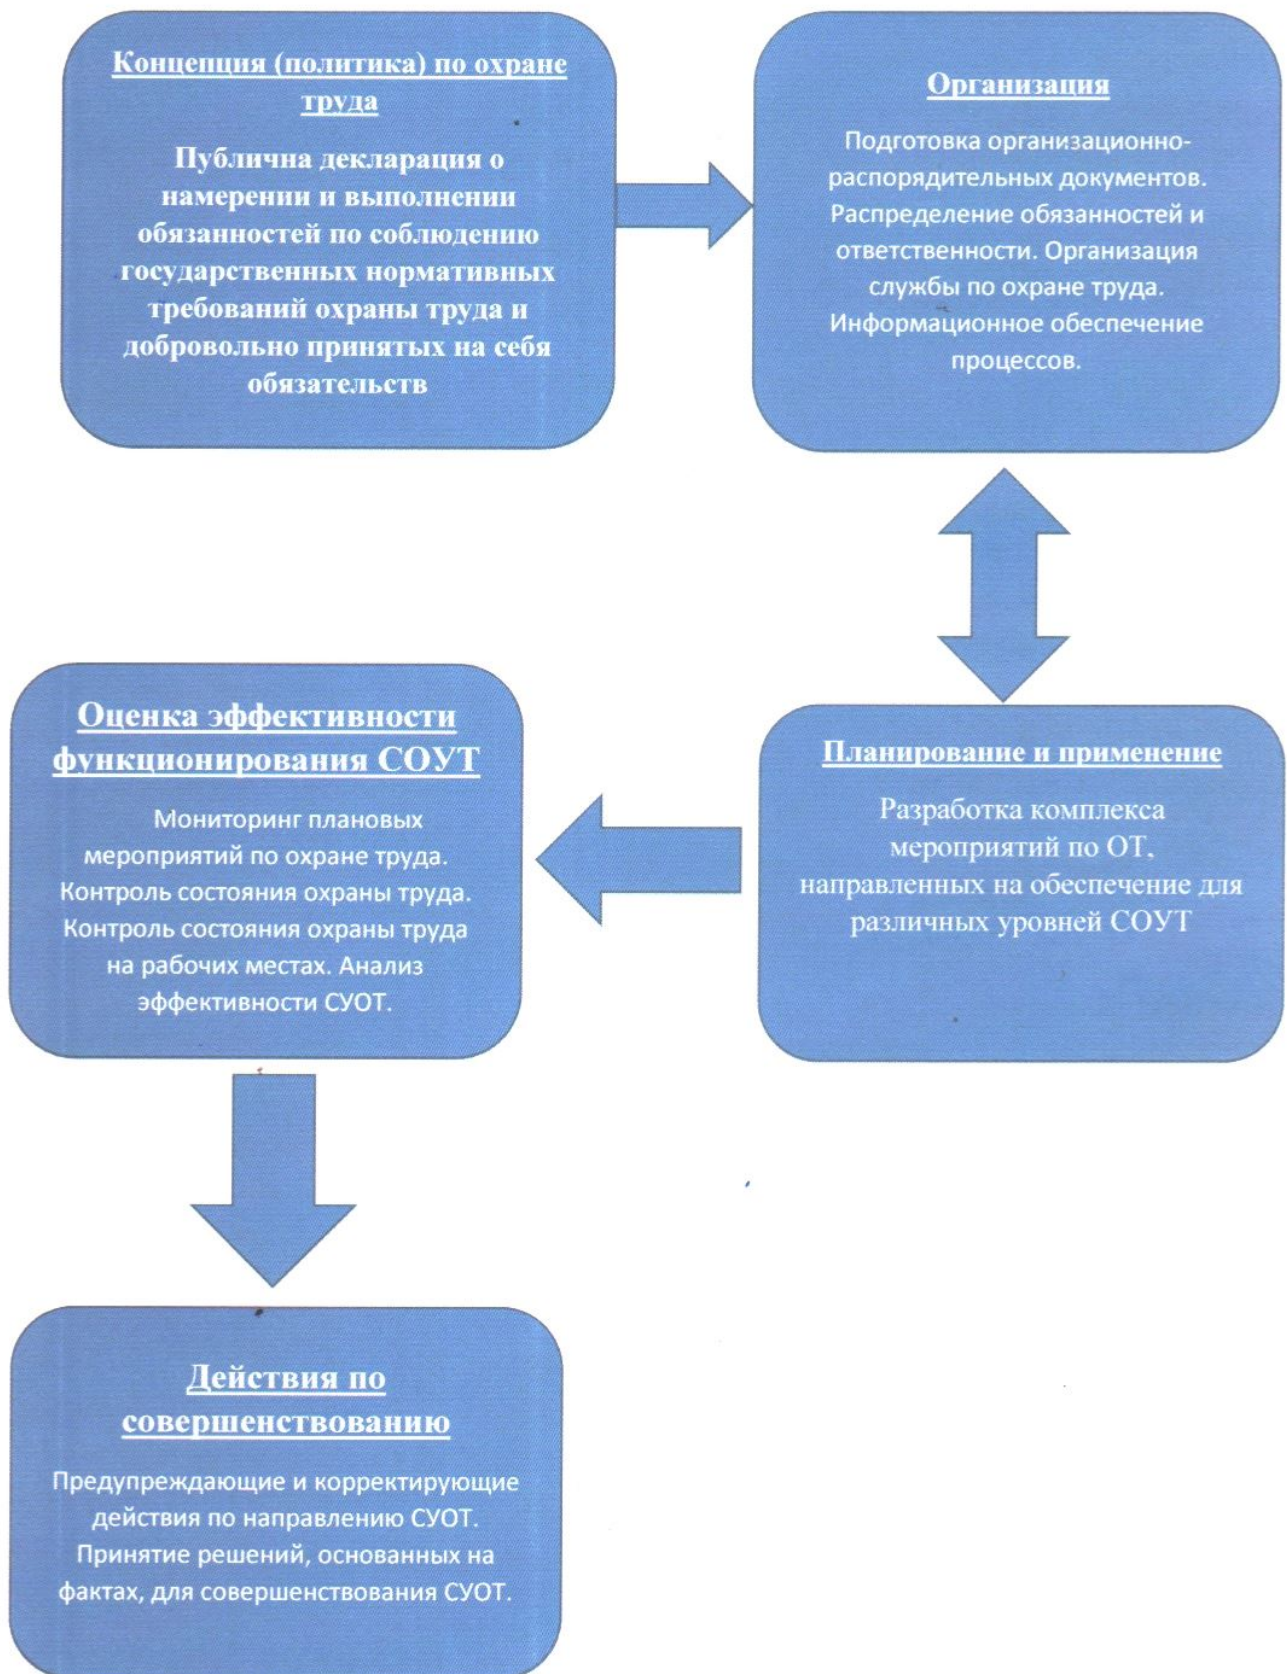 Концепция (политика) по охране
труда
Публична декларация о
намерении и выполнении
обязанностей по соблюдению
государственных нормативных
требований охраны труда и
добровольно принятых на себя
обязательств
Организация
Подготовка организационно-
распорядительных документов.
Распределение обязанностей и
ответственности. Организация
службы по охране труда.
Информационное обеспечение
процессов.
Планирование и применение
Разработка комплекса
мероприятий по ОТ,
направленных на обеспечение для
различных уровней СОУТ
Оценка эффективности
функционирования СОУТ
Мониторинг плановых
мероприятий по охране труда.
Контроль состояния охраны труда.
Контроль состояния охраны труда
на рабочих местах. Анализ
эффективности СУОТ.
Действия по
совершенствованию
Предупреждающие и корректирующие
действия по направлению СУОТ.
Принятие решений, основанных на
фактах, для совершенствования СУОТ.